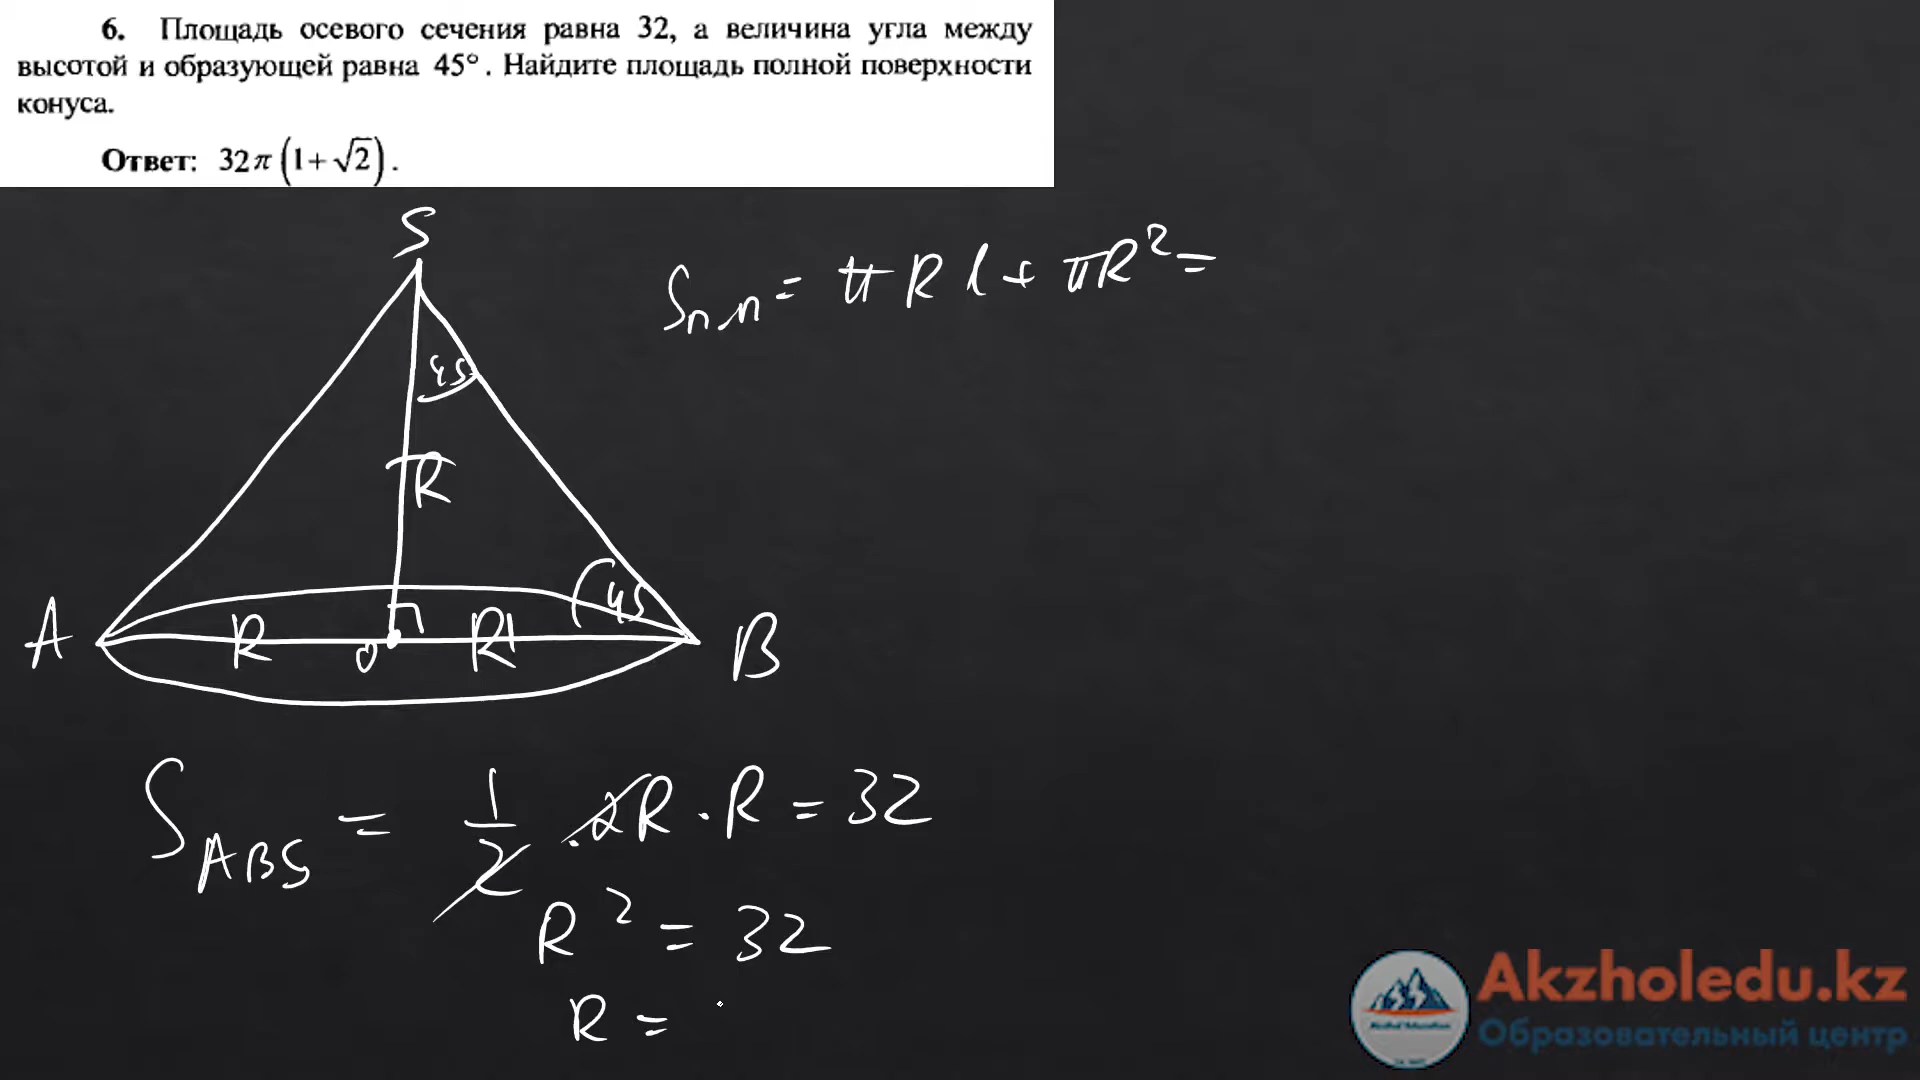 6. Площадь осевого сечения равна 32, а величина угла между
высотой и образующей равна 45°. Найдите площадь полной поверхности
конуса.
Ответ: 32π(1+√2).
S
Sп.п = πRl + πR² =
45
R
45
A R O R B
S ABS = 1/2 · 2R · R = 32
R² = 32
R =
Akzholedu.kz
Образовательный центр